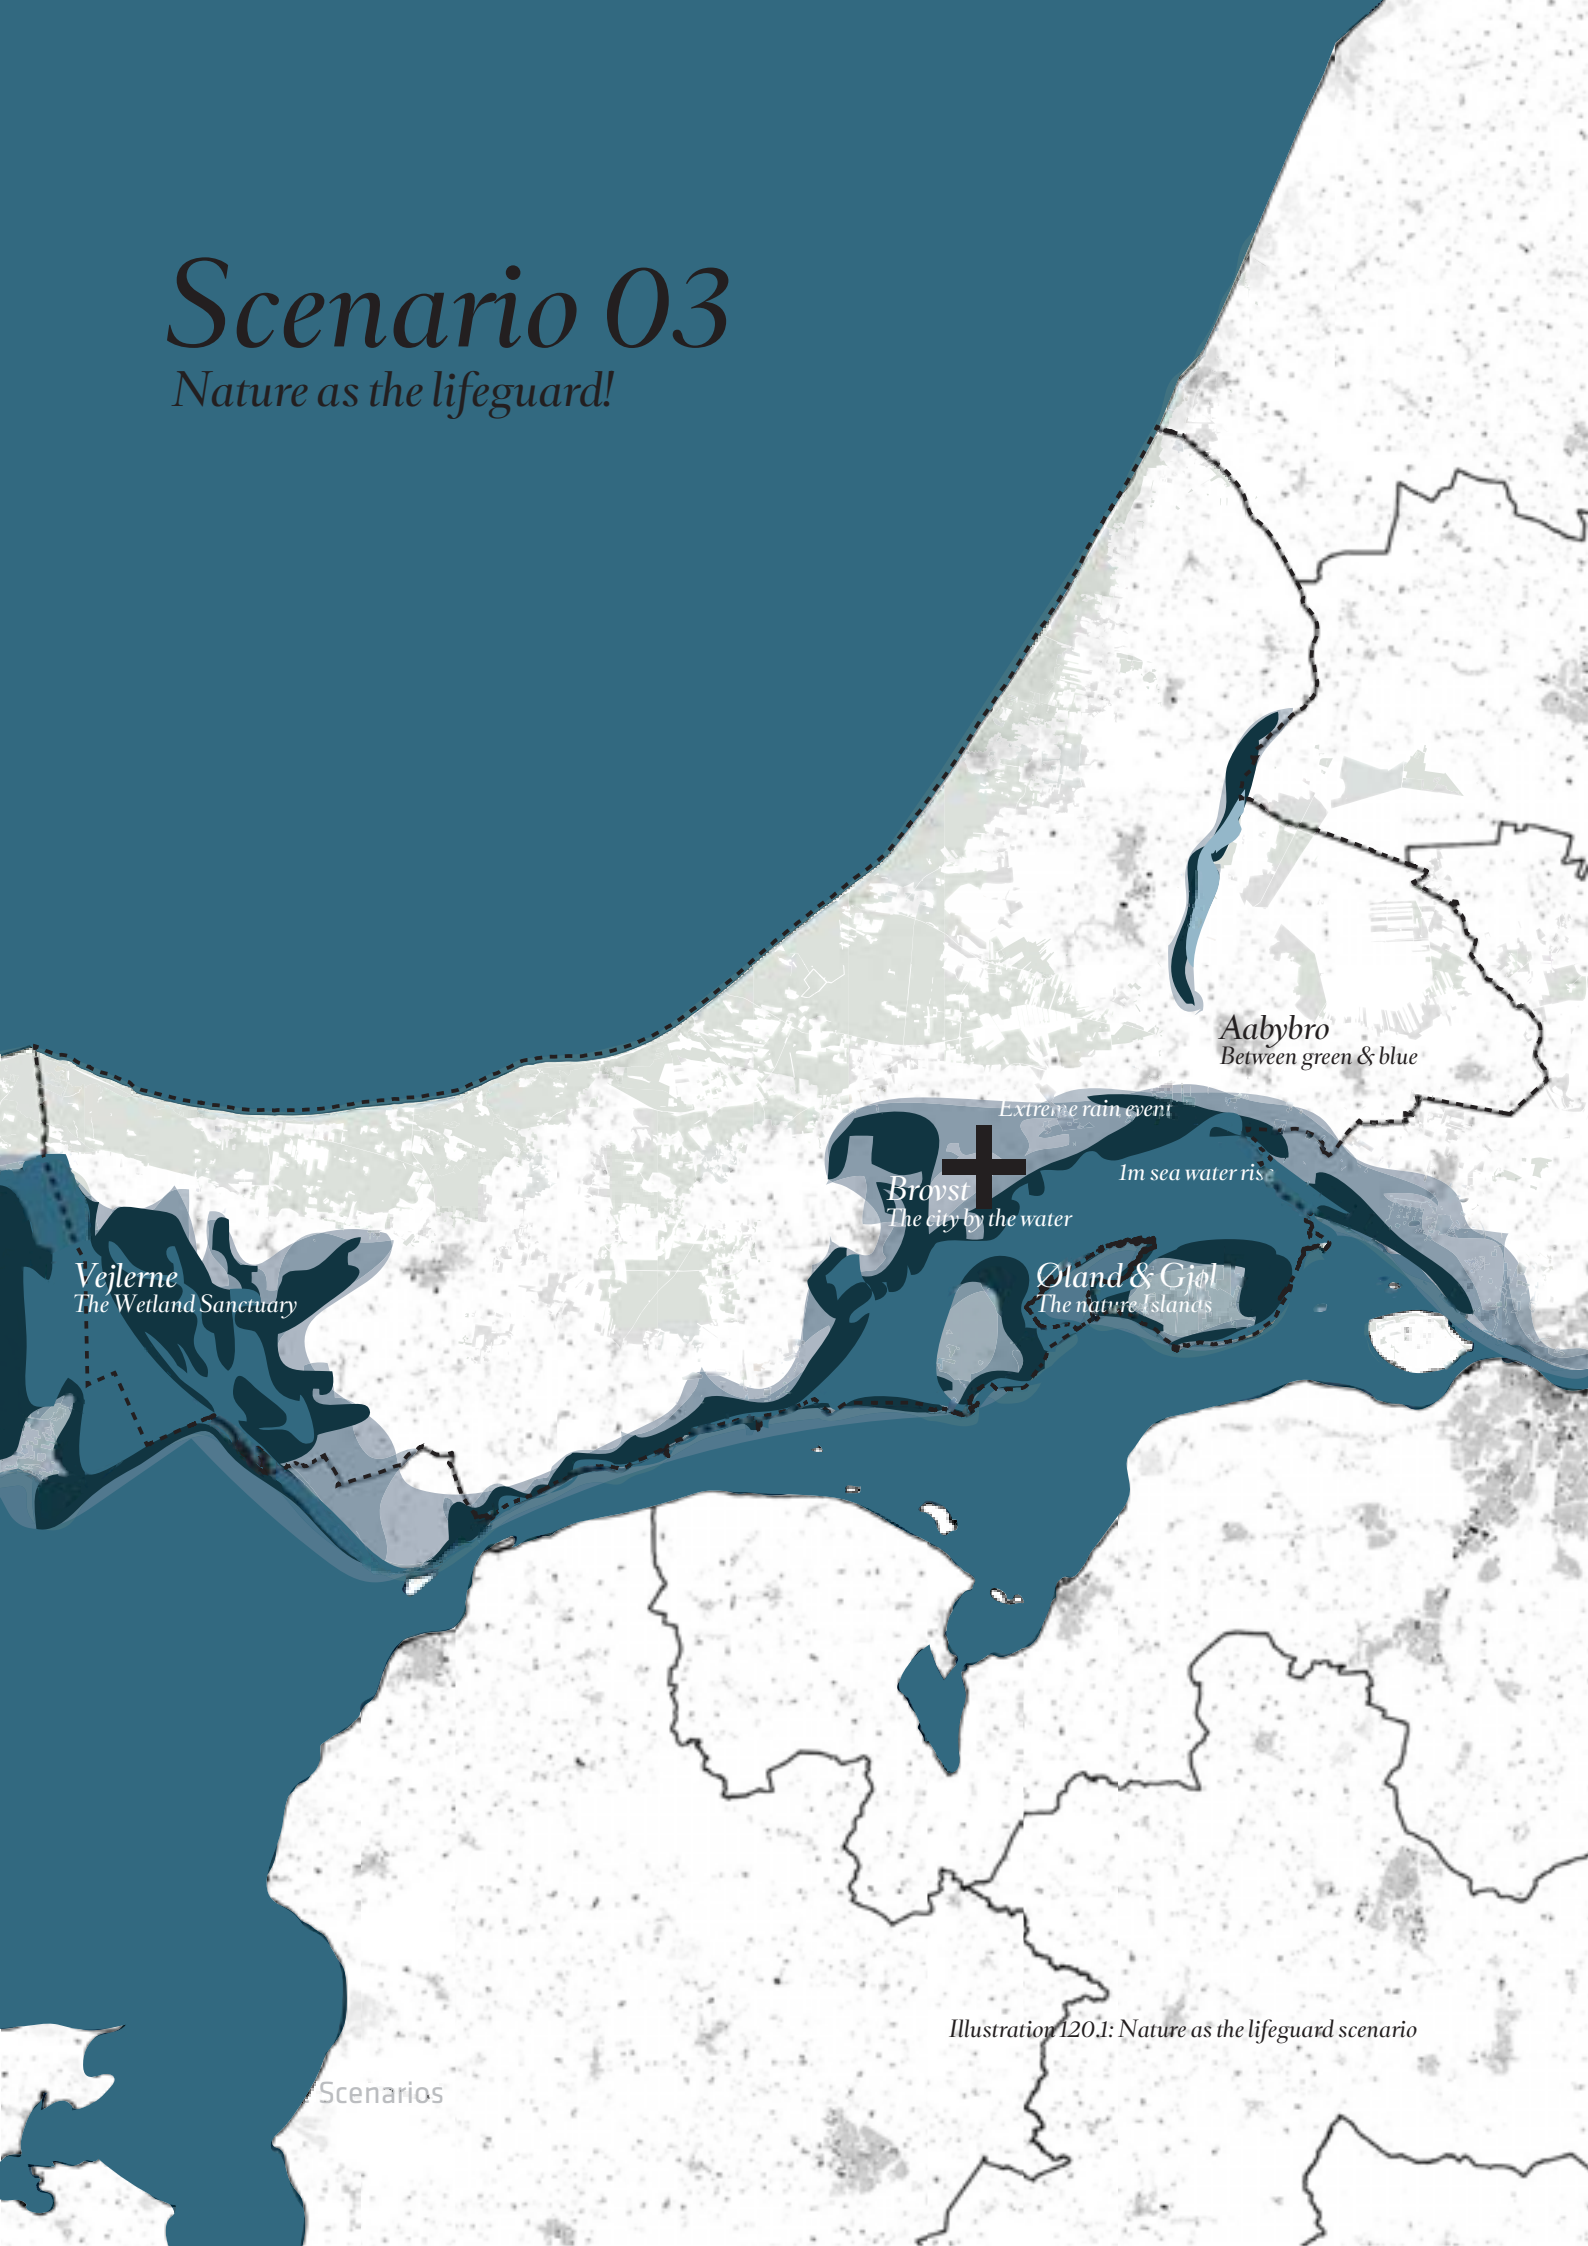 Scenario 03
Nature as the lifeguard!
Aabybro
Between green & blue
Extreme rain event
1m sea water rise
Brovst
The city by the water
Vejlerne
The Wetland Sanctuary
Øland & Gjøl
The nature Islands
Illustration 120.1: Nature as the lifeguard scenario
Scenarios